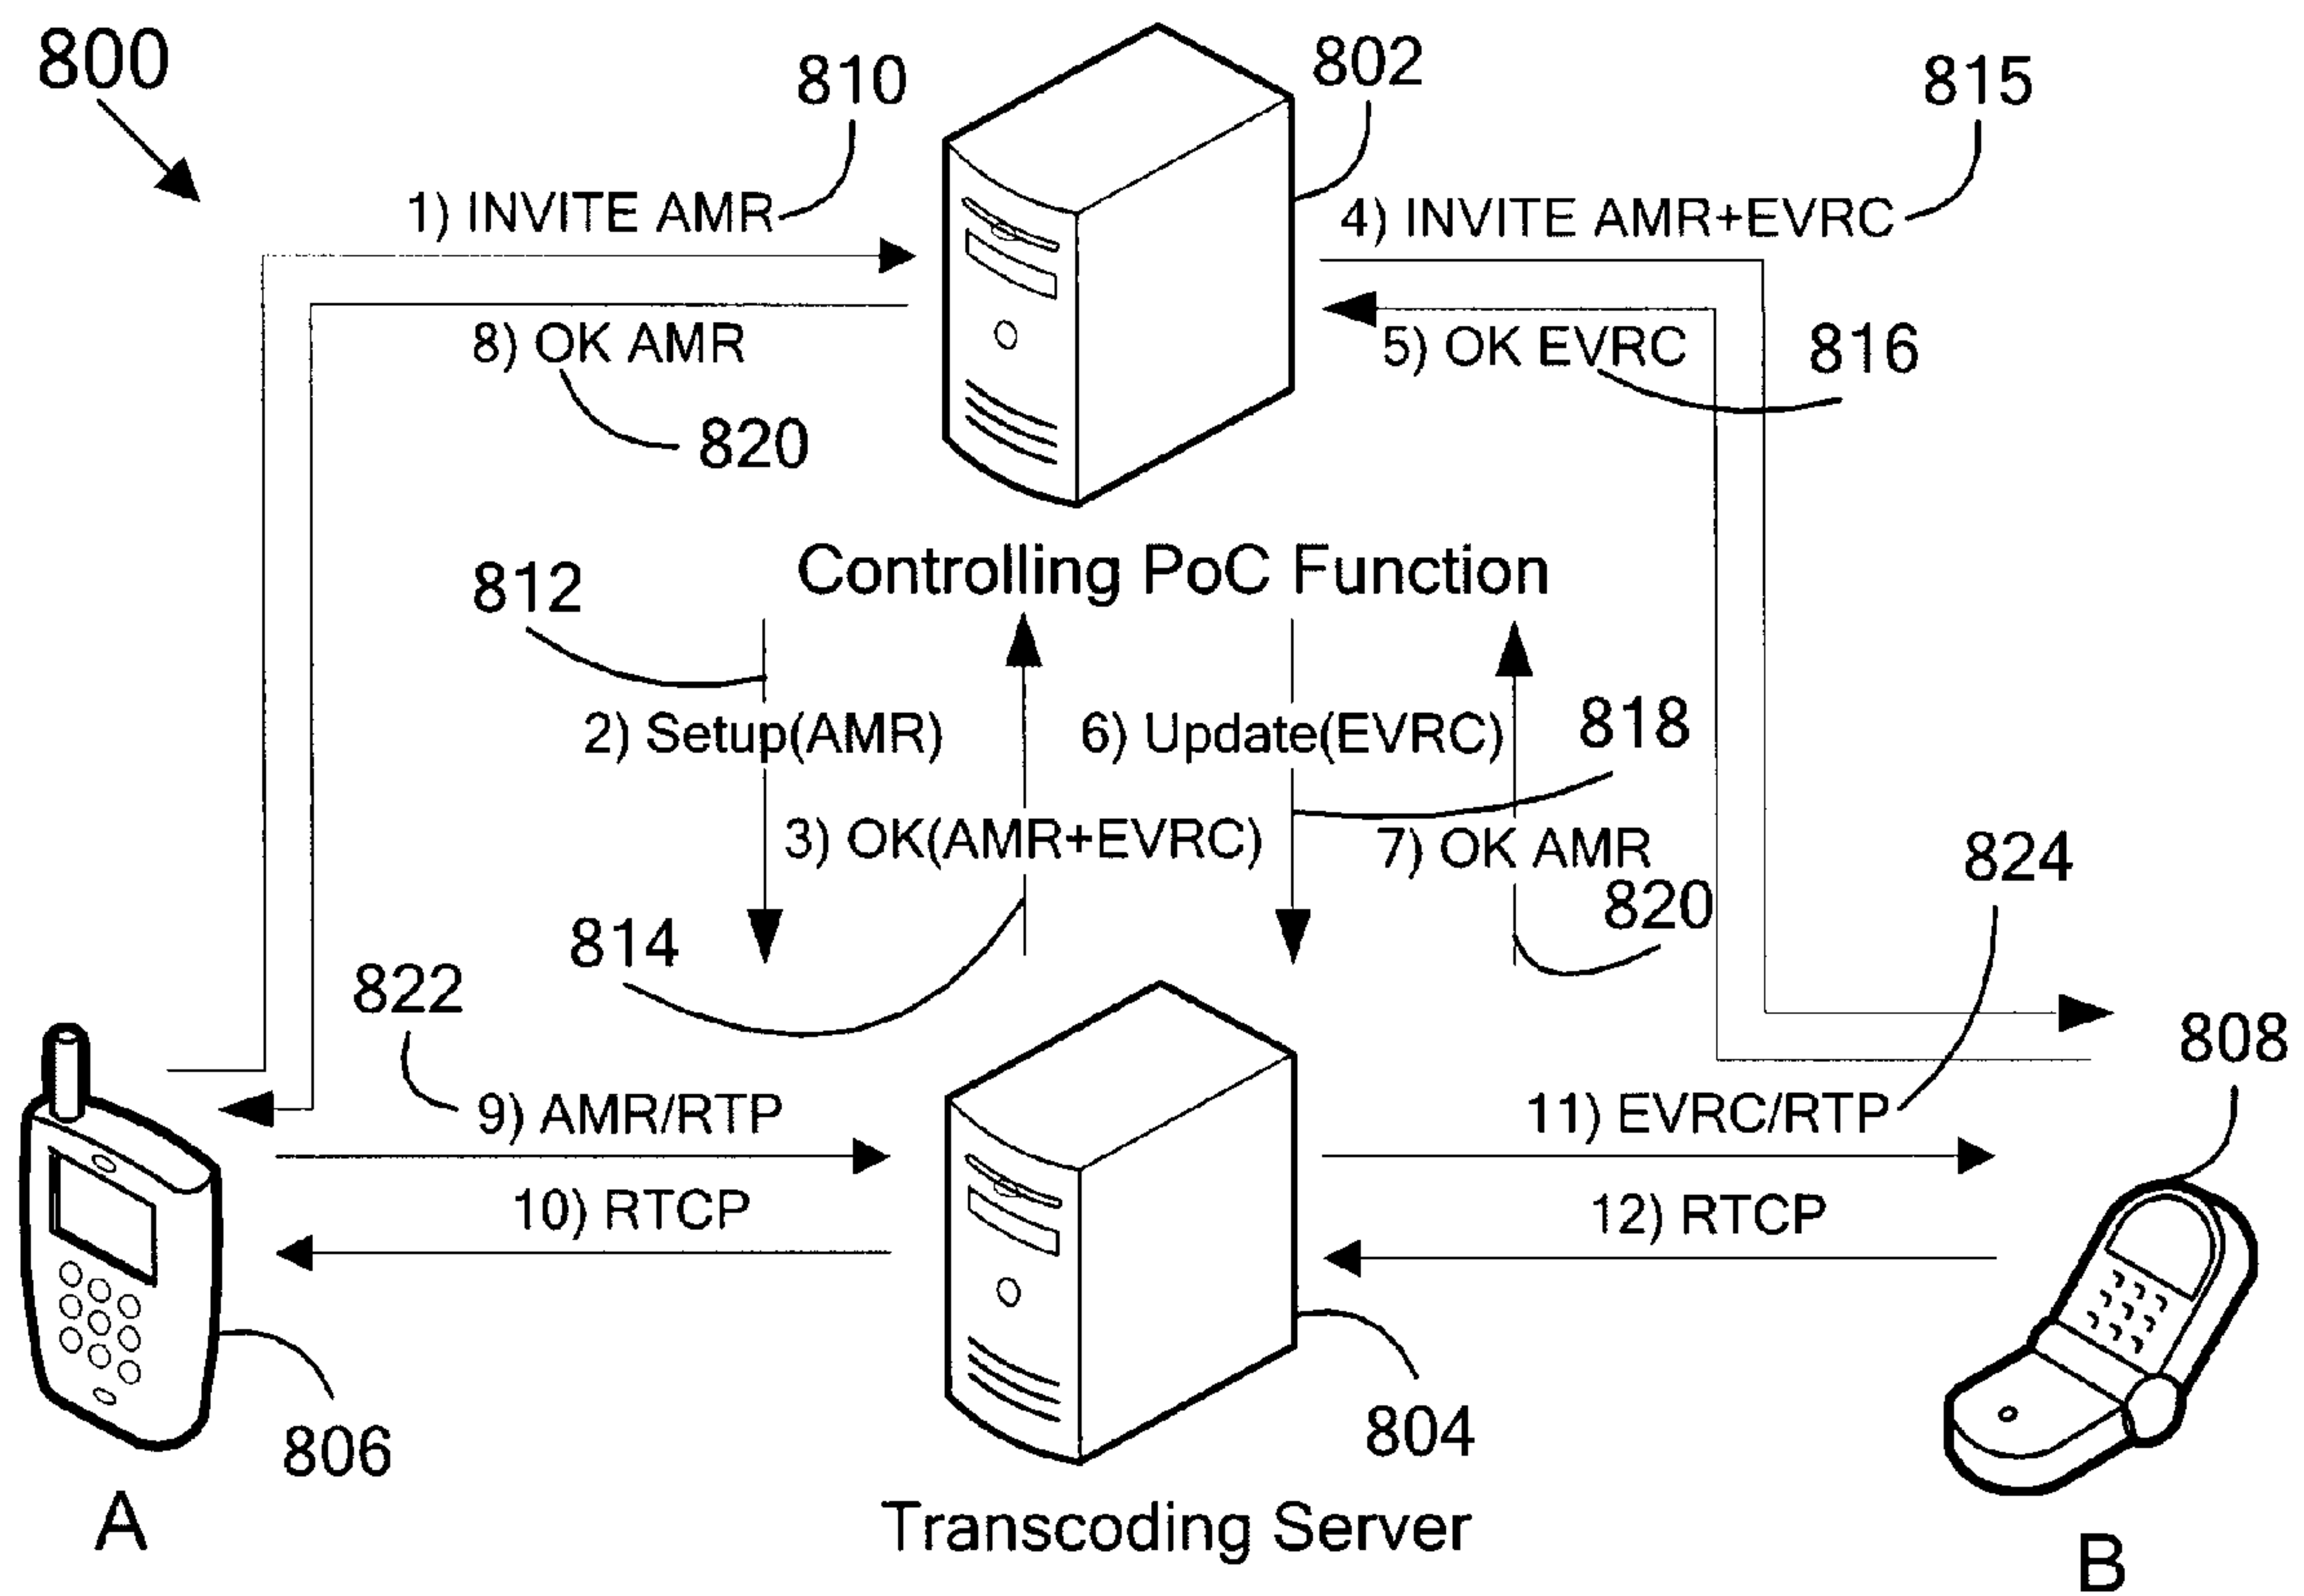 800
810
802
815
1) INVITE AMR
4) INVITE AMR+EVRC
8) OK AMR
5) OK EVRC
816
820
Controlling PoC Function
812
2) Setup(AMR)
6) Update(EVRC)
818
3) OK(AMR+EVRC)
7) OK AMR
824
820
814
822
808
9) AMR/RTP
11) EVRC/RTP
10) RTCP
12) RTCP
806
804
A
Transcoding Server
B